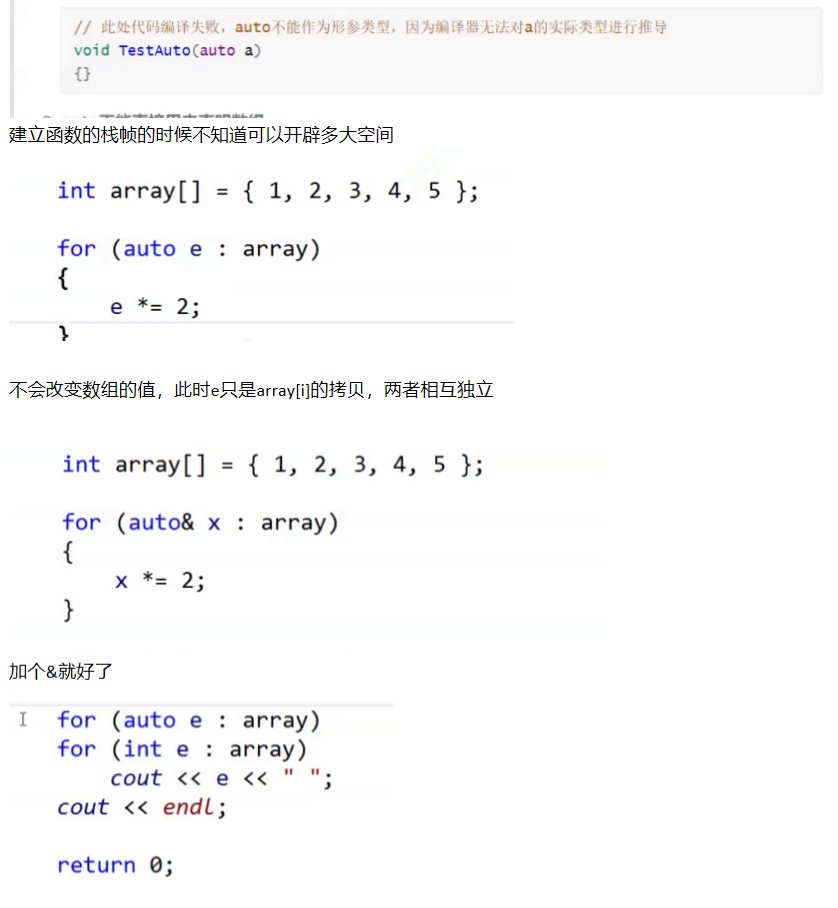 // 此处代码编译失败，auto不能作为形参类型，因为编译器无法对a的实际类型进行推导
void TestAuto(auto a)
{}
建立函数的栈帧的时候不知道可以开辟多大空间
int array[] = { 1, 2, 3, 4, 5 };
for (auto e : array)
{
e *= 2;
}
不会改变数组的值，此时e只是array[i]的拷贝，两者相互独立
int array[] = { 1, 2, 3, 4, 5 };
for (auto& x : array)
{
x *= 2;
}
加个&就好了
for (auto e : array)
for (int e : array)
cout << e << " ";
cout << endl;
return 0;